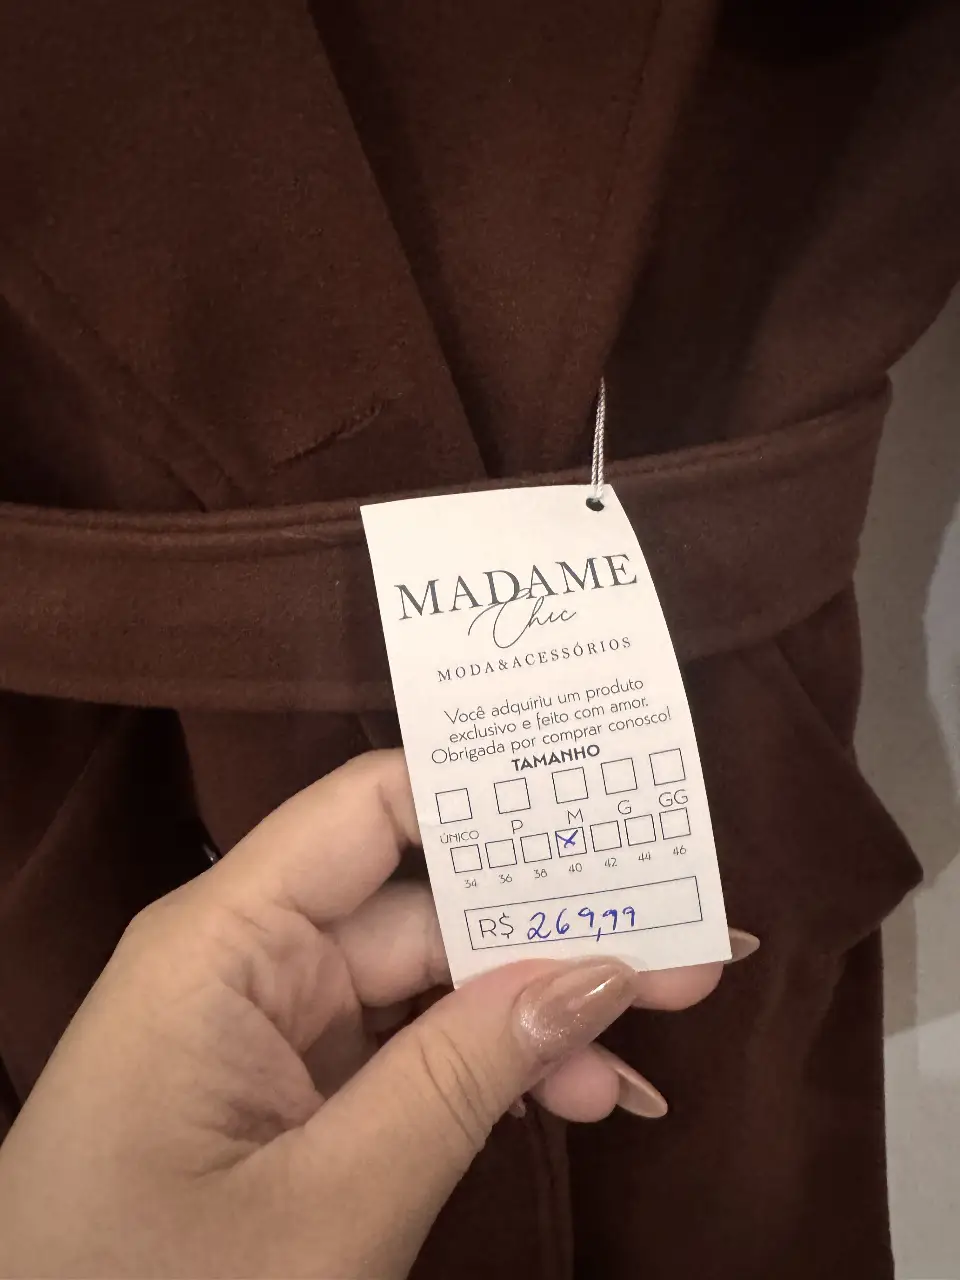 MADAME
Chic
MODA&ACESSÓRIOS
Você adquiriu um produto
exclusivo e feito com amor.
Obrigada por comprar conosco!
TAMANHO
ÚNICO P M G GG
X
34 36 38 40 42 44 46
R$ 269,99